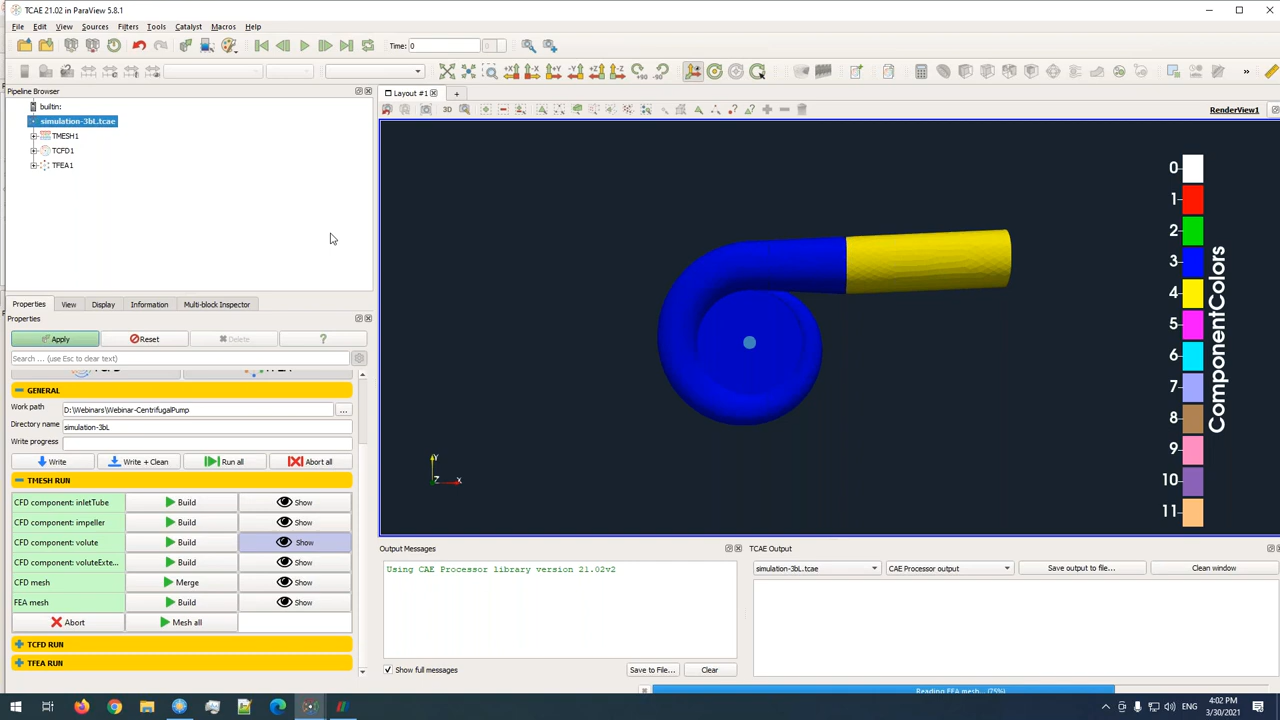 TCAE 21.02 in ParaView 5.8.1
File Edit View Sources Filters Tools Catalyst Macros Help
Time: 0 0
Pipeline Browser
builtin:
simulation-3bL.tcae
TMESH1
TCFD1
TFEA1
Properties View Display Information Multi-block Inspector
Properties
Apply Reset Delete ?
Search ... (use Esc to clear text)
GENERAL
Work path D:\Webinars\Webinar-CentrifugalPump ...
Directory name simulation-3bL
Write progress
Write Write + Clean Run all Abort all
TMESH RUN
CFD component: inletTube Build Show
CFD component: impeller Build Show
CFD component: volute Build Show
CFD component: voluteExte... Build Show
CFD mesh Merge Show
FEA mesh Build Show
Abort Mesh all
TCFD RUN
TFEA RUN
Layout #1
3D
RenderView1
0
1
2
3
4
5
6
7
8
9
10
11
ComponentColors
Y
Z X
Output Messages
Using CAE Processor library version 21.02v2
Show full messages Save to File... Clear
TCAE Output
simulation-3bL.tcae CAE Processor output Save output to file... Clean window
Reading FEA mesh... (75%)
ENG 4:02 PM
3/30/2021